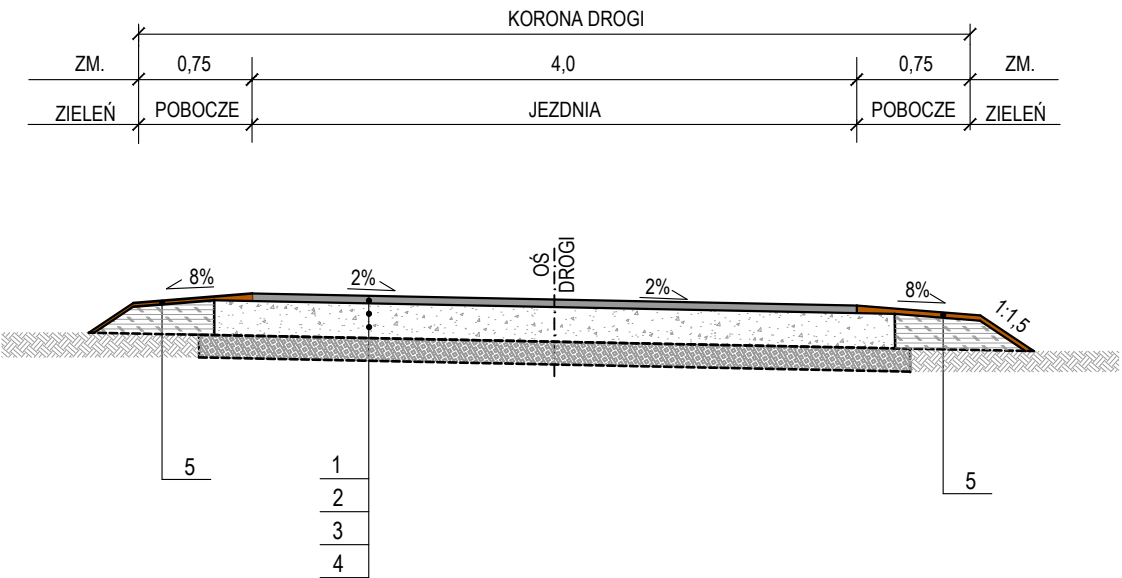 KORONA DROGI
ZM. 0,75 4,0 0,75 ZM.
ZIELEŃ POBOCZE JEZDNIA POBOCZE ZIELEŃ
8% 2% OŚ DROGI 2% 8% 1:1,5
5 1 5
2
3
4